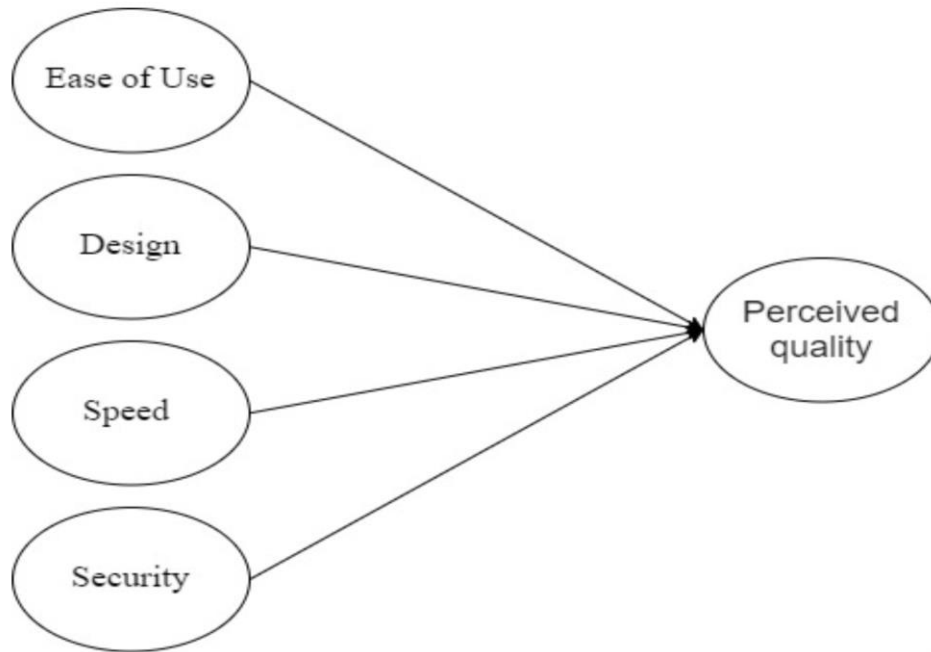 Ease of Use
Design
Speed
Security
Perceived
quality